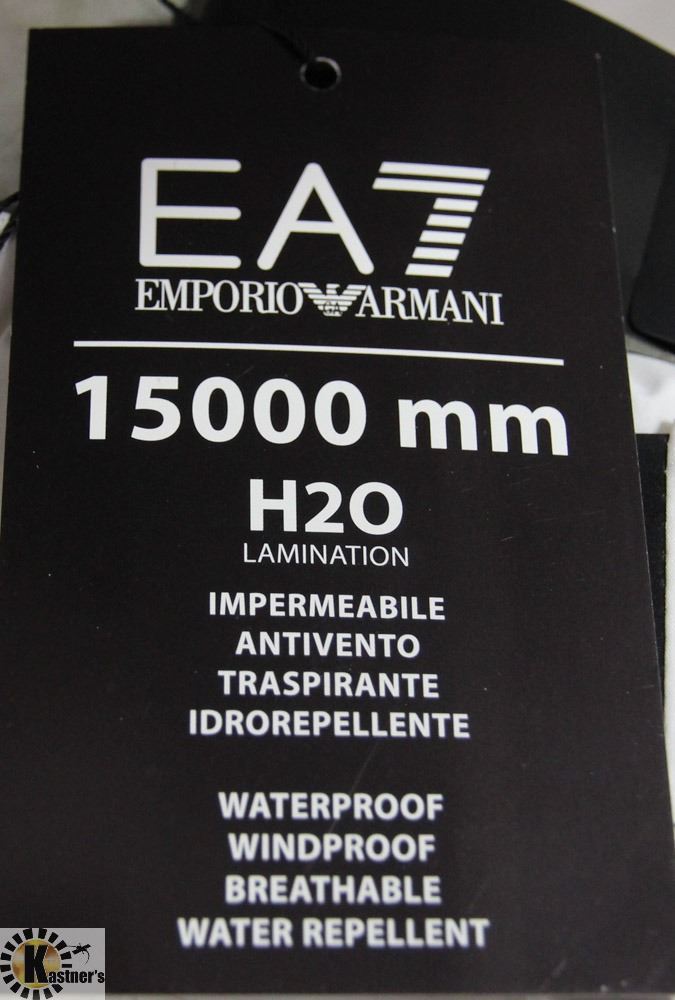 EA7
EMPORIO ARMANI
15000 mm
H2O
LAMINATION
IMPERMEABILE
ANTIVENTO
TRASPIRANTE
IDROREPELLENTE
WATERPROOF
WINDPROOF
BREATHABLE
WATER REPELLENT
Kastner's